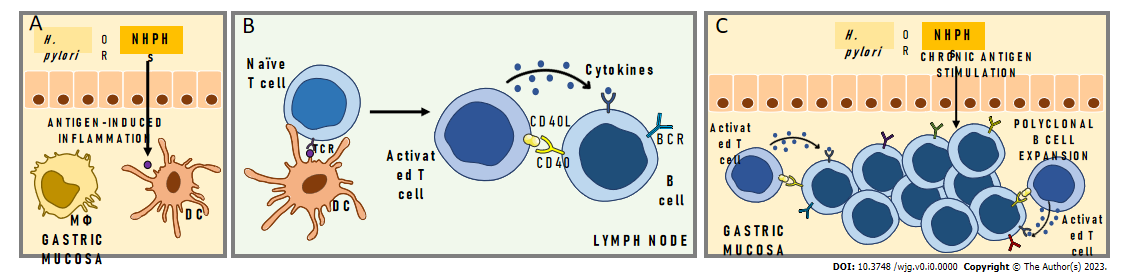 A
H.
pylori
O
R
NHPH
s
ANTIGEN-INDUCED
INFLAMMATION
MΦ
DC
GASTRIC
MUCOSA
B
Naïve
T cell
TCR
DC
Activat
ed T
cell
CD40L
CD40
Cytokines
BCR
B
cell
LYMPH NODE
C
H.
pylori
O
R
NHPH
s
CHRONIC ANTIGEN
STIMULATION
Activat
ed T
cell
POLYCLONAL
B CELL
EXPANSION
Activat
ed T
cell
GASTRIC
MUCOSA
DOI: 10.3748 /wjg.v0.i0.0000 Copyright © The Author(s) 2023.